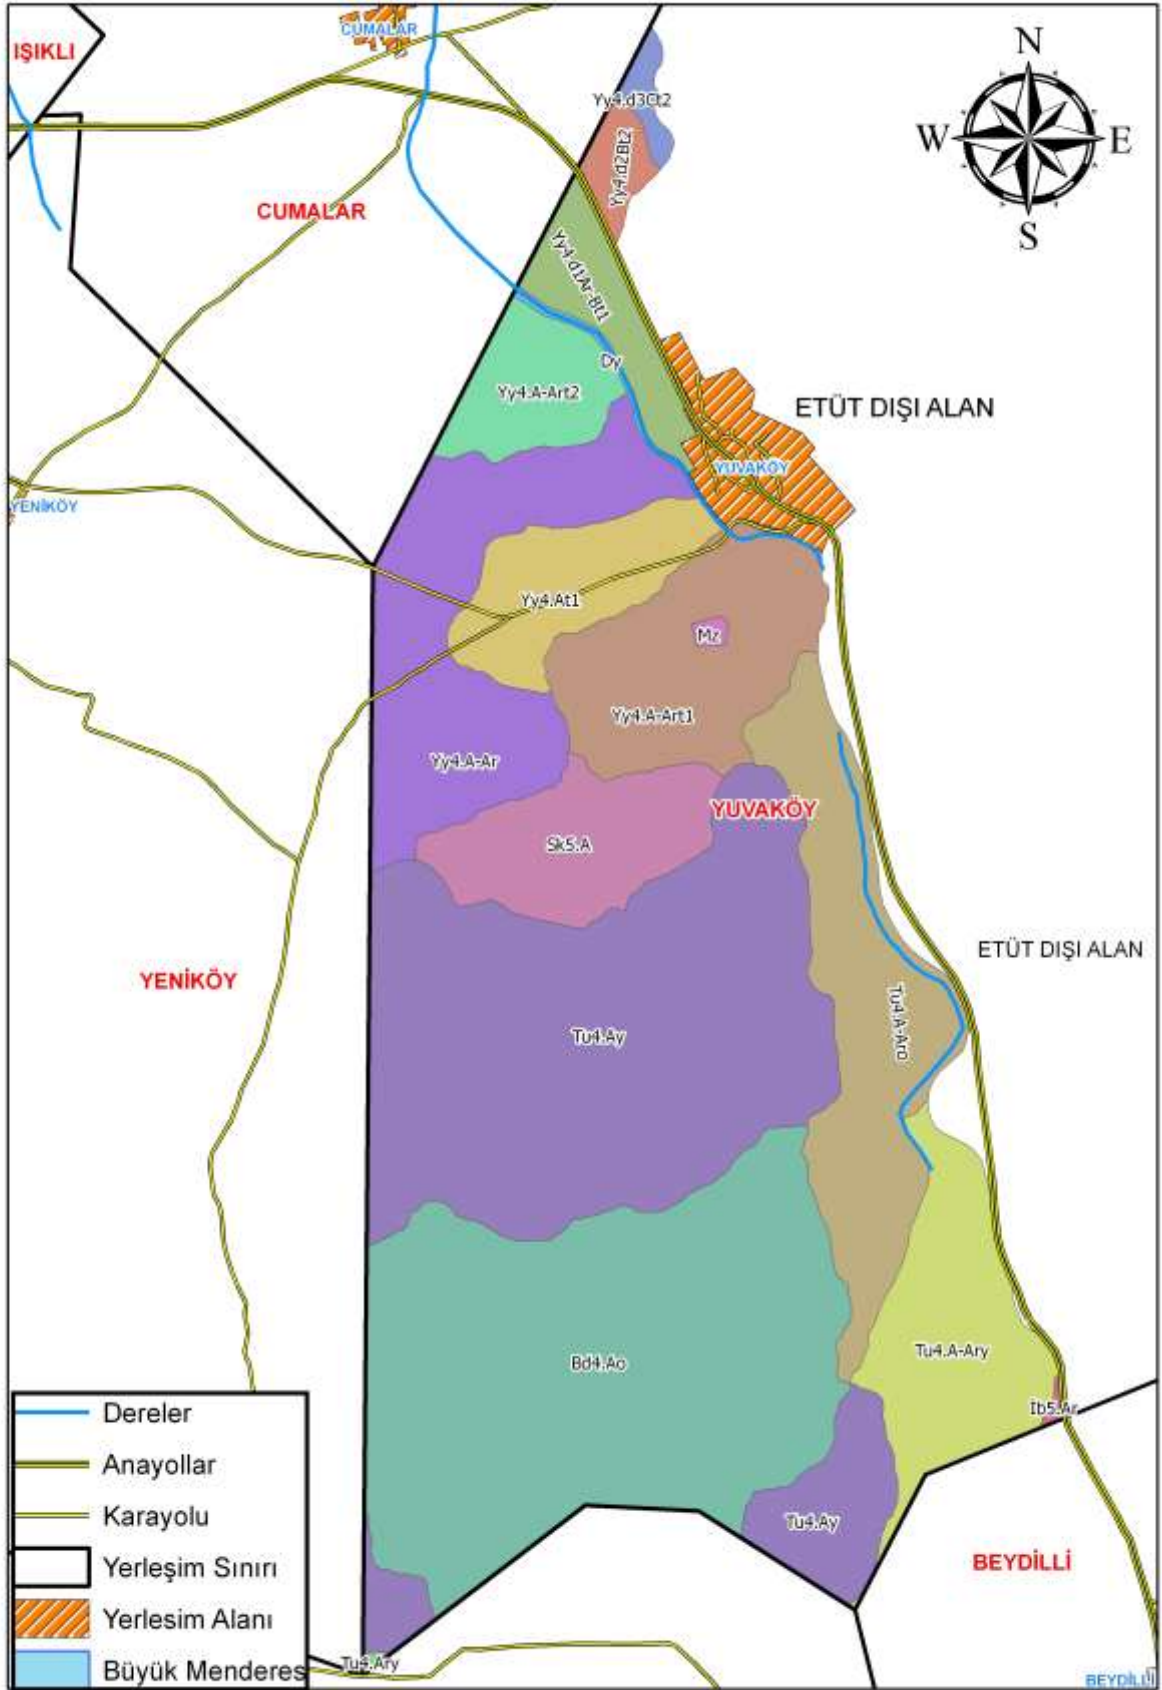 CUMALAR
IŞIKLI
N
Yy4.d3Ct2
W
E
Yy4.d2Bt2
CUMALAR
S
Yy4.d1Ar-Bt1
Dy
Yy4.A-Art2
ETÜT DIŞI ALAN
YUVAKÖY
YENİKÖY
Yy4.At1
Mz
Yy4.A-Art1
Yy4.A-Ar
YUVAKÖY
Sk5.A
ETÜT DIŞI ALAN
YENİKÖY
Tu4.A-Aro
Tu4.Ay
Tu4.A-Ary
Bd4.Ao
İb5.Ar
Dereler
Anayollar
Karayolu
Tu4.Ay
Yerleşim Sınırı
BEYDİLLİ
Yerlesim Alanı
Tu4.Ary
Büyük Menderes
BEYDİLLİ